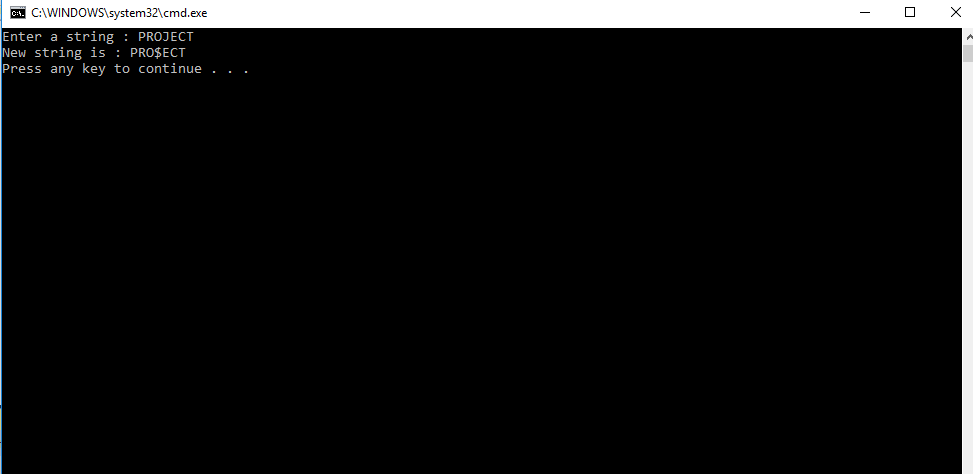 C:\WINDOWS\system32\cmd.exe
Enter a string : PROJECT
New string is : PRO$ECT
Press any key to continue . . .